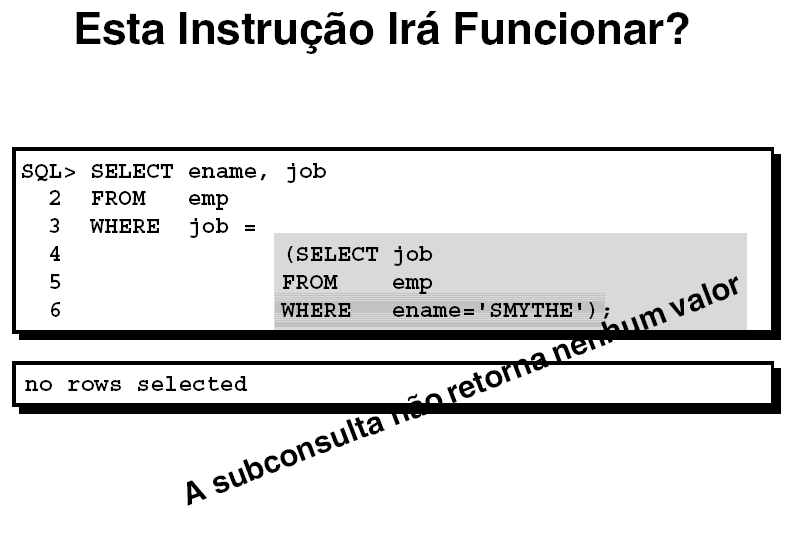 Esta Instrução Irá Funcionar?
SQL> SELECT ename, job
2 FROM emp
3 WHERE job =
4 (SELECT job
5 FROM emp
6 WHERE ename='SMYTHE');
no rows selected
A subconsulta não retorna nenhum valor